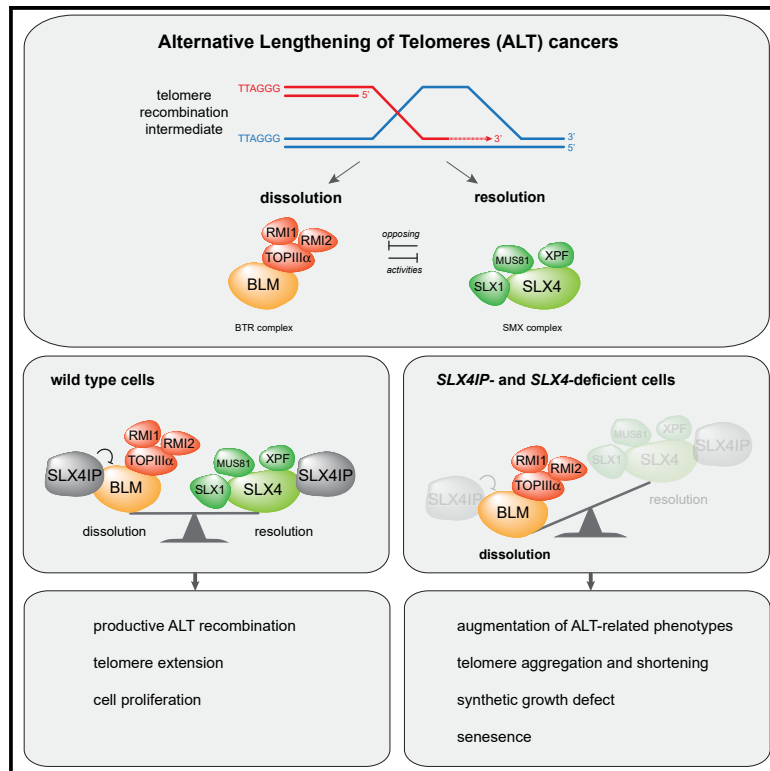 Alternative Lengthening of Telomeres (ALT) cancers
telomere
recombination
intermediate
TTAGGG
5'
3'
TTAGGG
3'
5'
dissolution
resolution
RMI1
RMI2
TOPIIIα
BLM
opposing
activities
MUS81
XPF
SLX1
SLX4
BTR complex
SMX complex
wild type cells
RMI1
RMI2
TOPIIIα
SLX4IP
BLM
MUS81
XPF
SLX1
SLX4
SLX4IP
dissolution
resolution
productive ALT recombination
telomere extension
cell proliferation
SLX4IP- and SLX4-deficient cells
MUS81
XPF
SLX1
SLX4
SLX4IP
RMI1
RMI2
TOPIIIα
SLX4IP
BLM
resolution
dissolution
augmentation of ALT-related phenotypes
telomere aggregation and shortening
synthetic growth defect
senesence